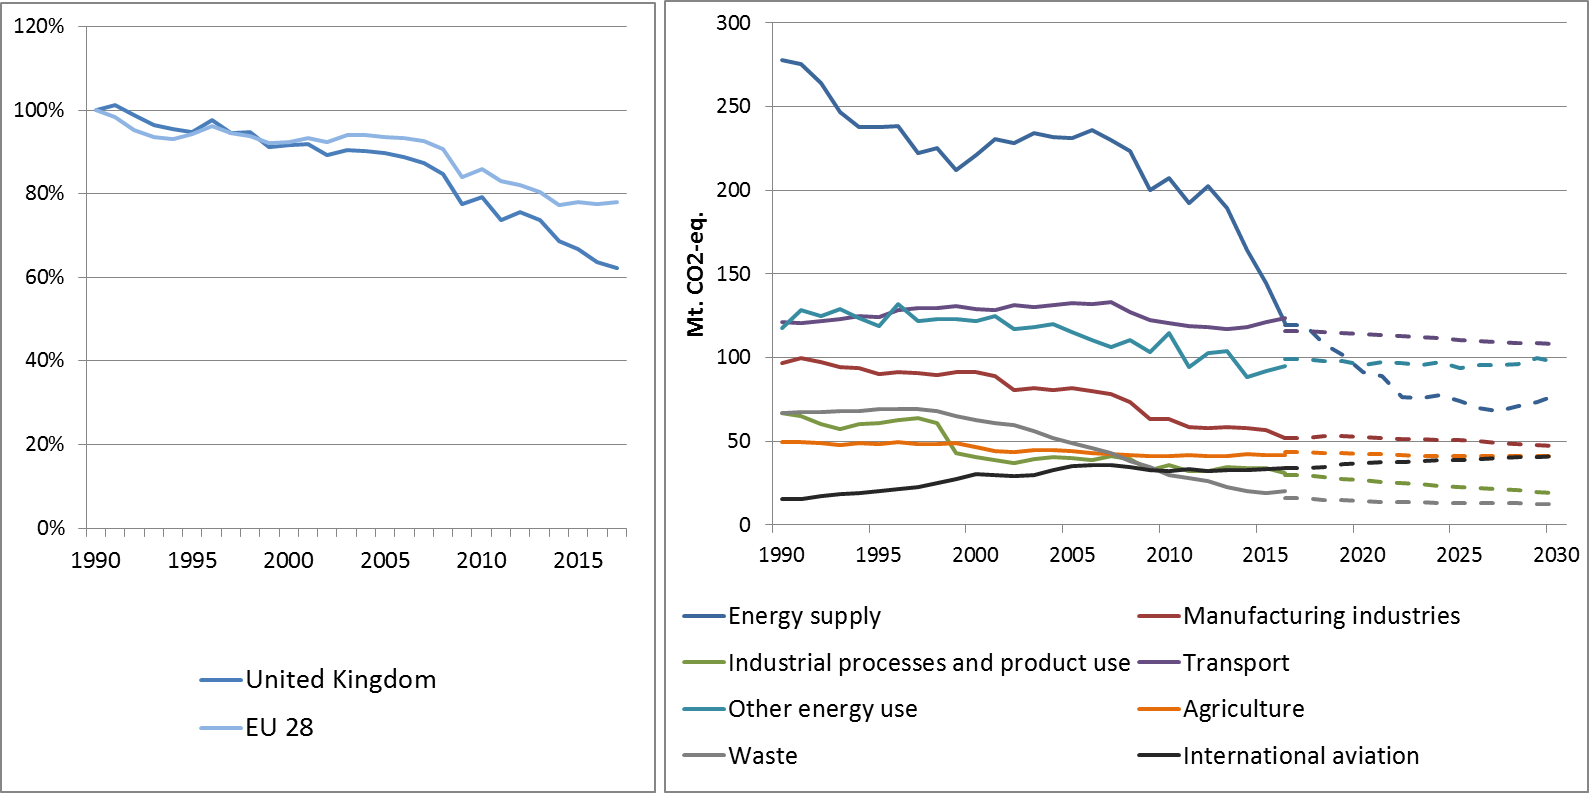 120%
100%
80%
60%
40%
20%
0%
1990 1995 2000 2005 2010 2015
United Kingdom
EU 28
300
250
200
150
100
50
0
Mt. CO2-eq.
1990 1995 2000 2005 2010 2015 2020 2025 2030
Energy supply
Manufacturing industries
Industrial processes and product use
Transport
Other energy use
Agriculture
Waste
International aviation